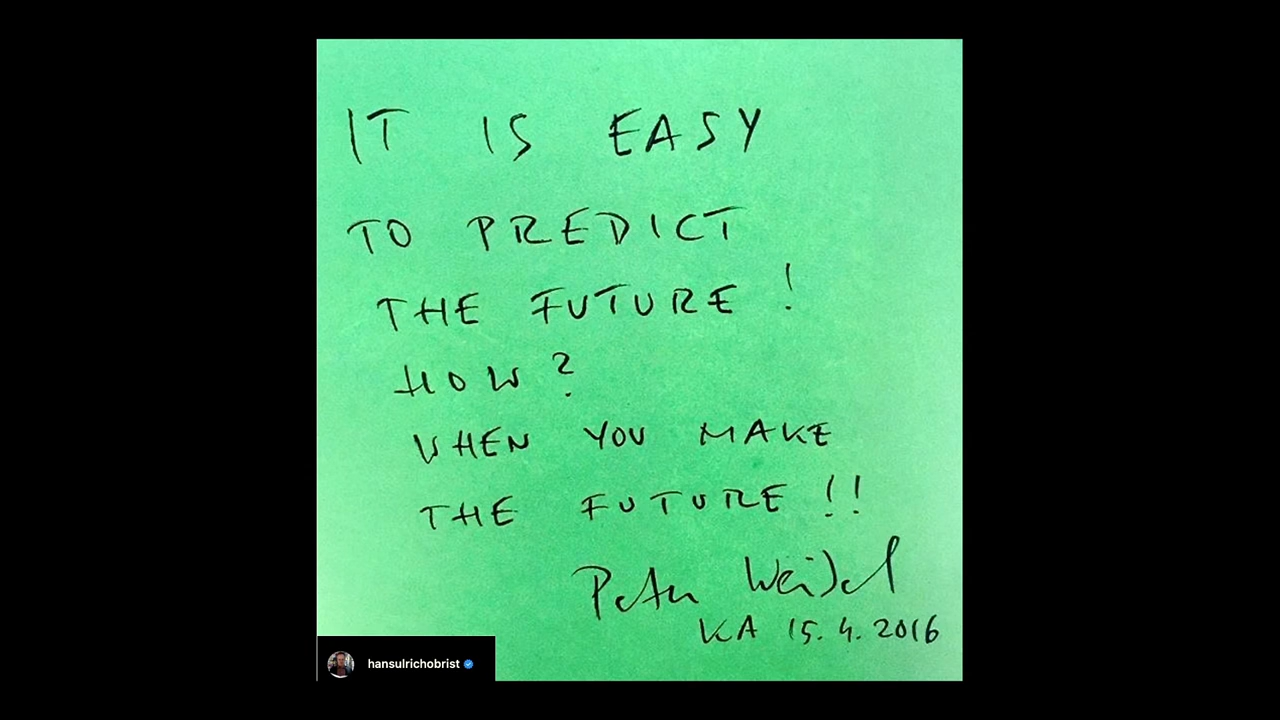 IT IS EASY
TO PREDICT
THE FUTURE !
HOW ?
WHEN YOU MAKE
THE FUTURE !!
Peter Weibel
KA 15. 4. 2016
hansulrichobrist